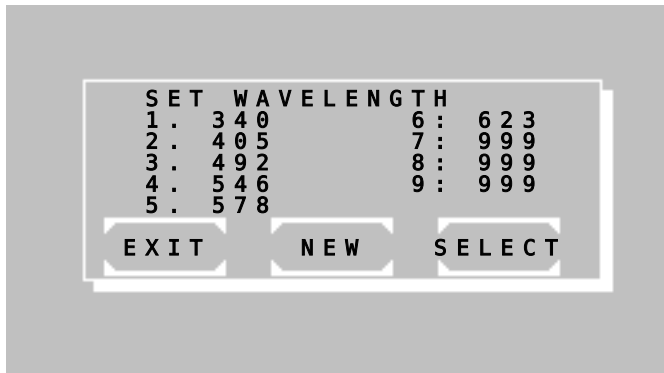 SET WAVELENGTH
1. 340 6: 623
2. 405 7: 999
3. 492 8: 999
4. 546 9: 999
5. 578
EXIT NEW SELECT